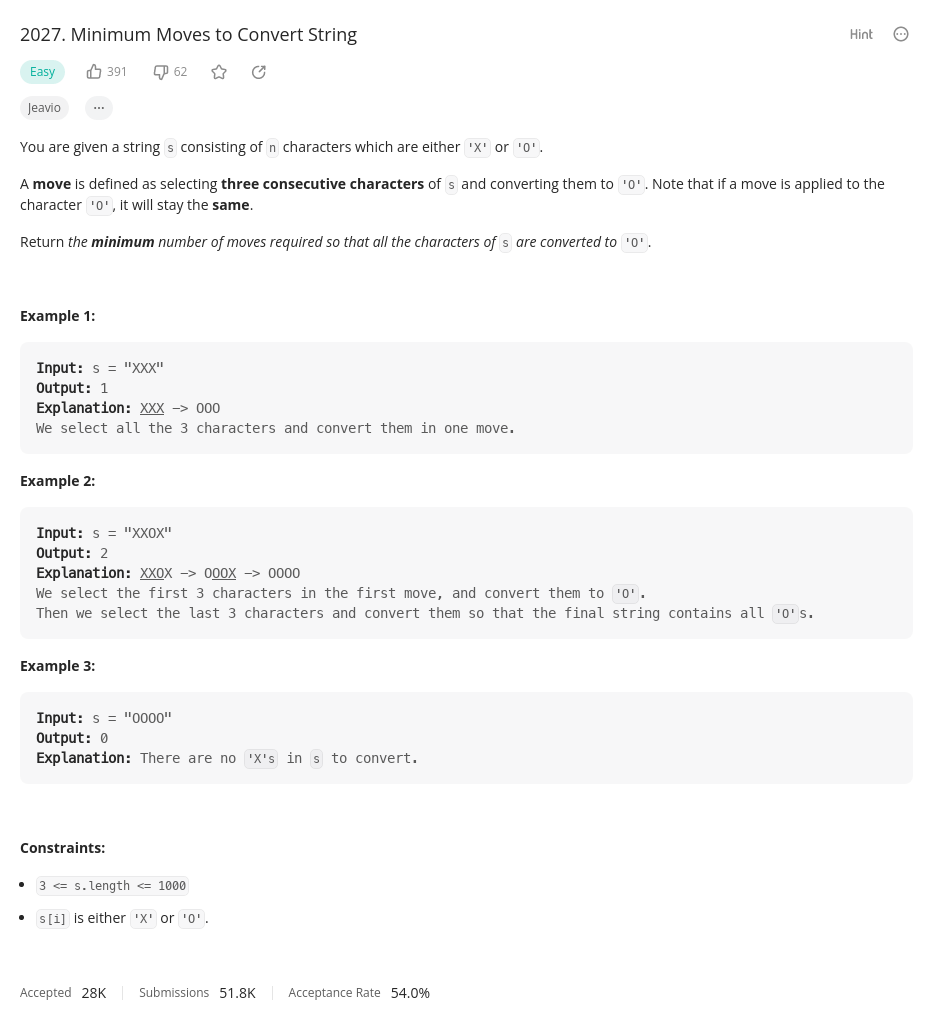 2027. Minimum Moves to Convert String
Hint
Easy
391
62
Jeavio
...
You are given a string s consisting of n characters which are either 'X' or 'O'.
A move is defined as selecting three consecutive characters of s and converting them to 'O'. Note that if a move is applied to the
character 'O', it will stay the same.
Return the minimum number of moves required so that all the characters of s are converted to 'O'.
Example 1:
Input: s = "XXX"
Output: 1
Explanation: XXX -> OOO
We select all the 3 characters and convert them in one move.
Example 2:
Input: s = "XXOX"
Output: 2
Explanation: XXOX -> OOOX -> OOOO
We select the first 3 characters in the first move, and convert them to 'O'.
Then we select the last 3 characters and convert them so that the final string contains all 'O's.
Example 3:
Input: s = "OOOO"
Output: 0
Explanation: There are no 'X's in s to convert.
Constraints:
• 3 <= s.length <= 1000
• s[i] is either 'X' or 'O'.
Accepted 28K Submissions 51.8K Acceptance Rate 54.0%